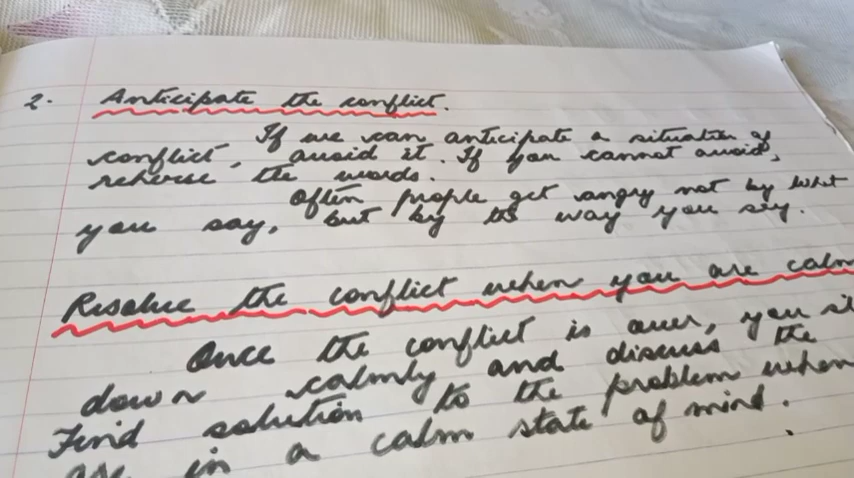 2. Anticipate the conflict.
If we can anticipate a situation of
conflict, avoid it. If you cannot avoid,
reherse the words.
Often people get angry not by what
you say, but by the way you say.
Resolve the conflict when you are calm
Once the conflict is over, you sit
down calmly and discuss the
Find solution to the problem when
are in a calm state of mind.